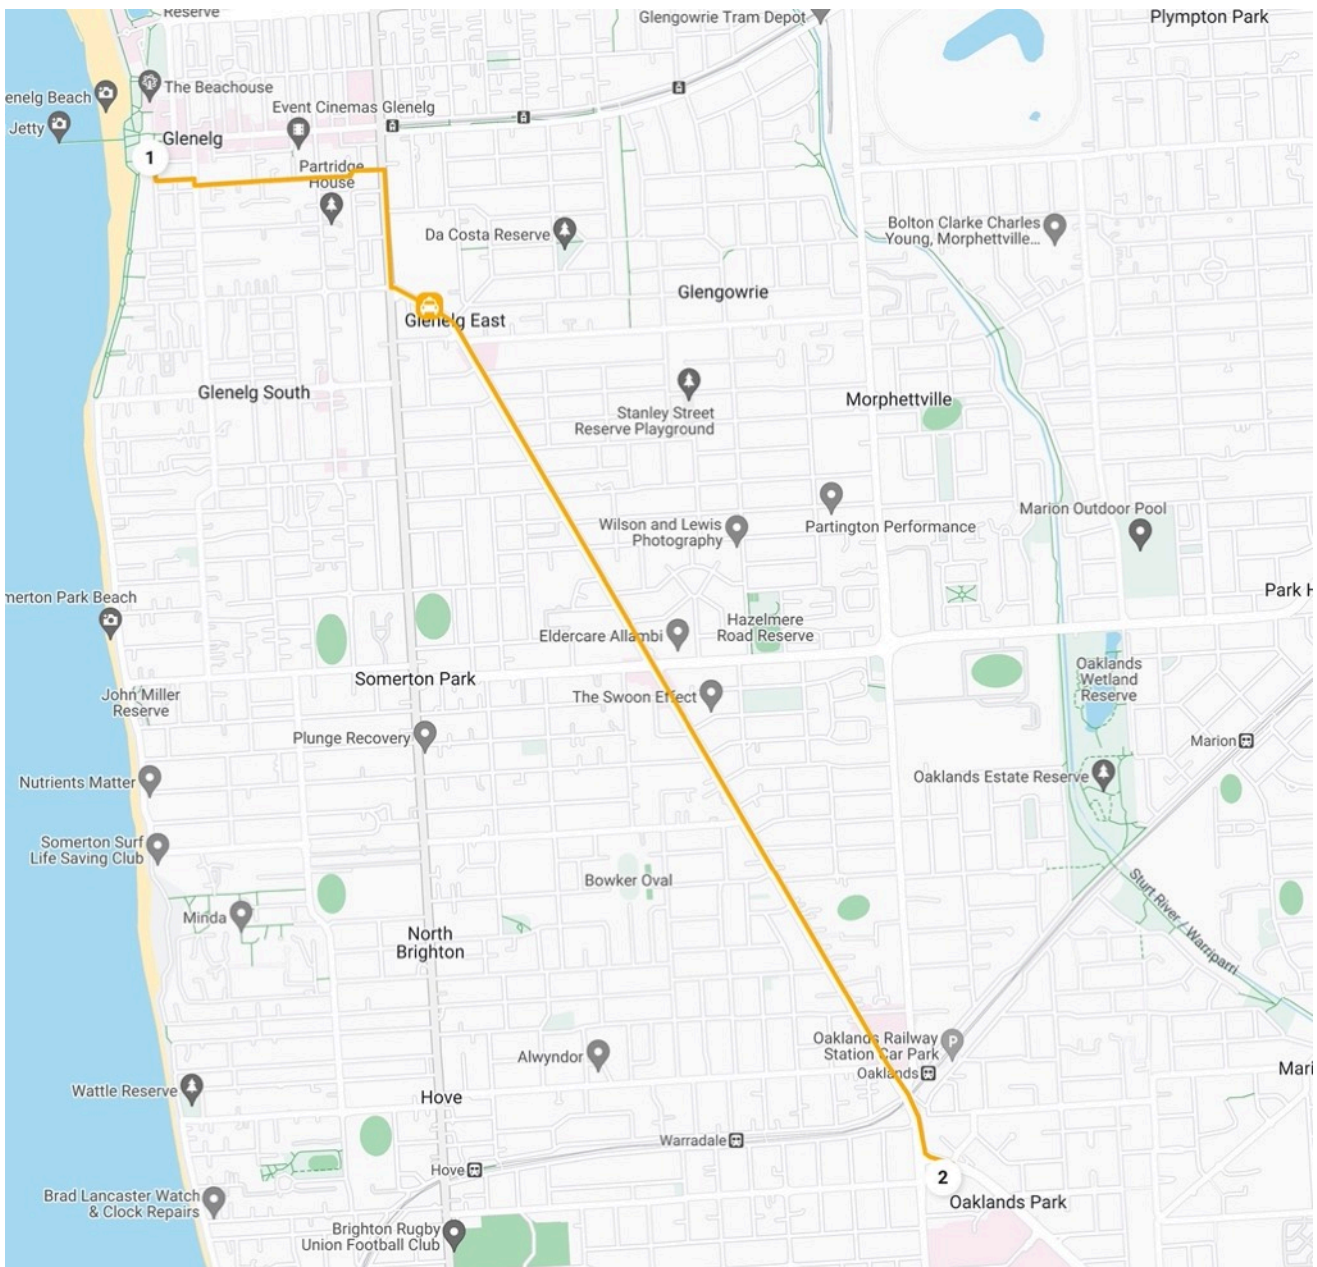 Reserve
Glengowrie Tram Depot
Plympton Park
The Beachouse
enelg Beach
Event Cinemas Glenelg
Jetty
Glenelg
1
Partridge
House
Da Costa Reserve
Bolton Clarke Charles
Young, Morphettville...
Glengowrie
Glenelg East
Glenelg South
Morphettville
Stanley Street
Reserve Playground
Marion Outdoor Pool
Wilson and Lewis
Photography
Partington Performance
merton Park Beach
Park H
Hazelmere
Road Reserve
Eldercare Allambi
Oaklands
Wetland
Reserve
Somerton Park
John Miller
Reserve
The Swoon Effect
Plunge Recovery
Marion
Nutrients Matter
Oaklands Estate Reserve
Somerton Surf
Life Saving Club
Bowker Oval
Sturt River / Warriparri
Minda
North
Brighton
Oaklands Railway
Station Car Park
P
Alwyndor
Oaklands
Mari
Wattle Reserve
Hove
Warradale
Hove
2
Oaklands Park
Brad Lancaster Watch
& Clock Repairs
Brighton Rugby
Union Football Club